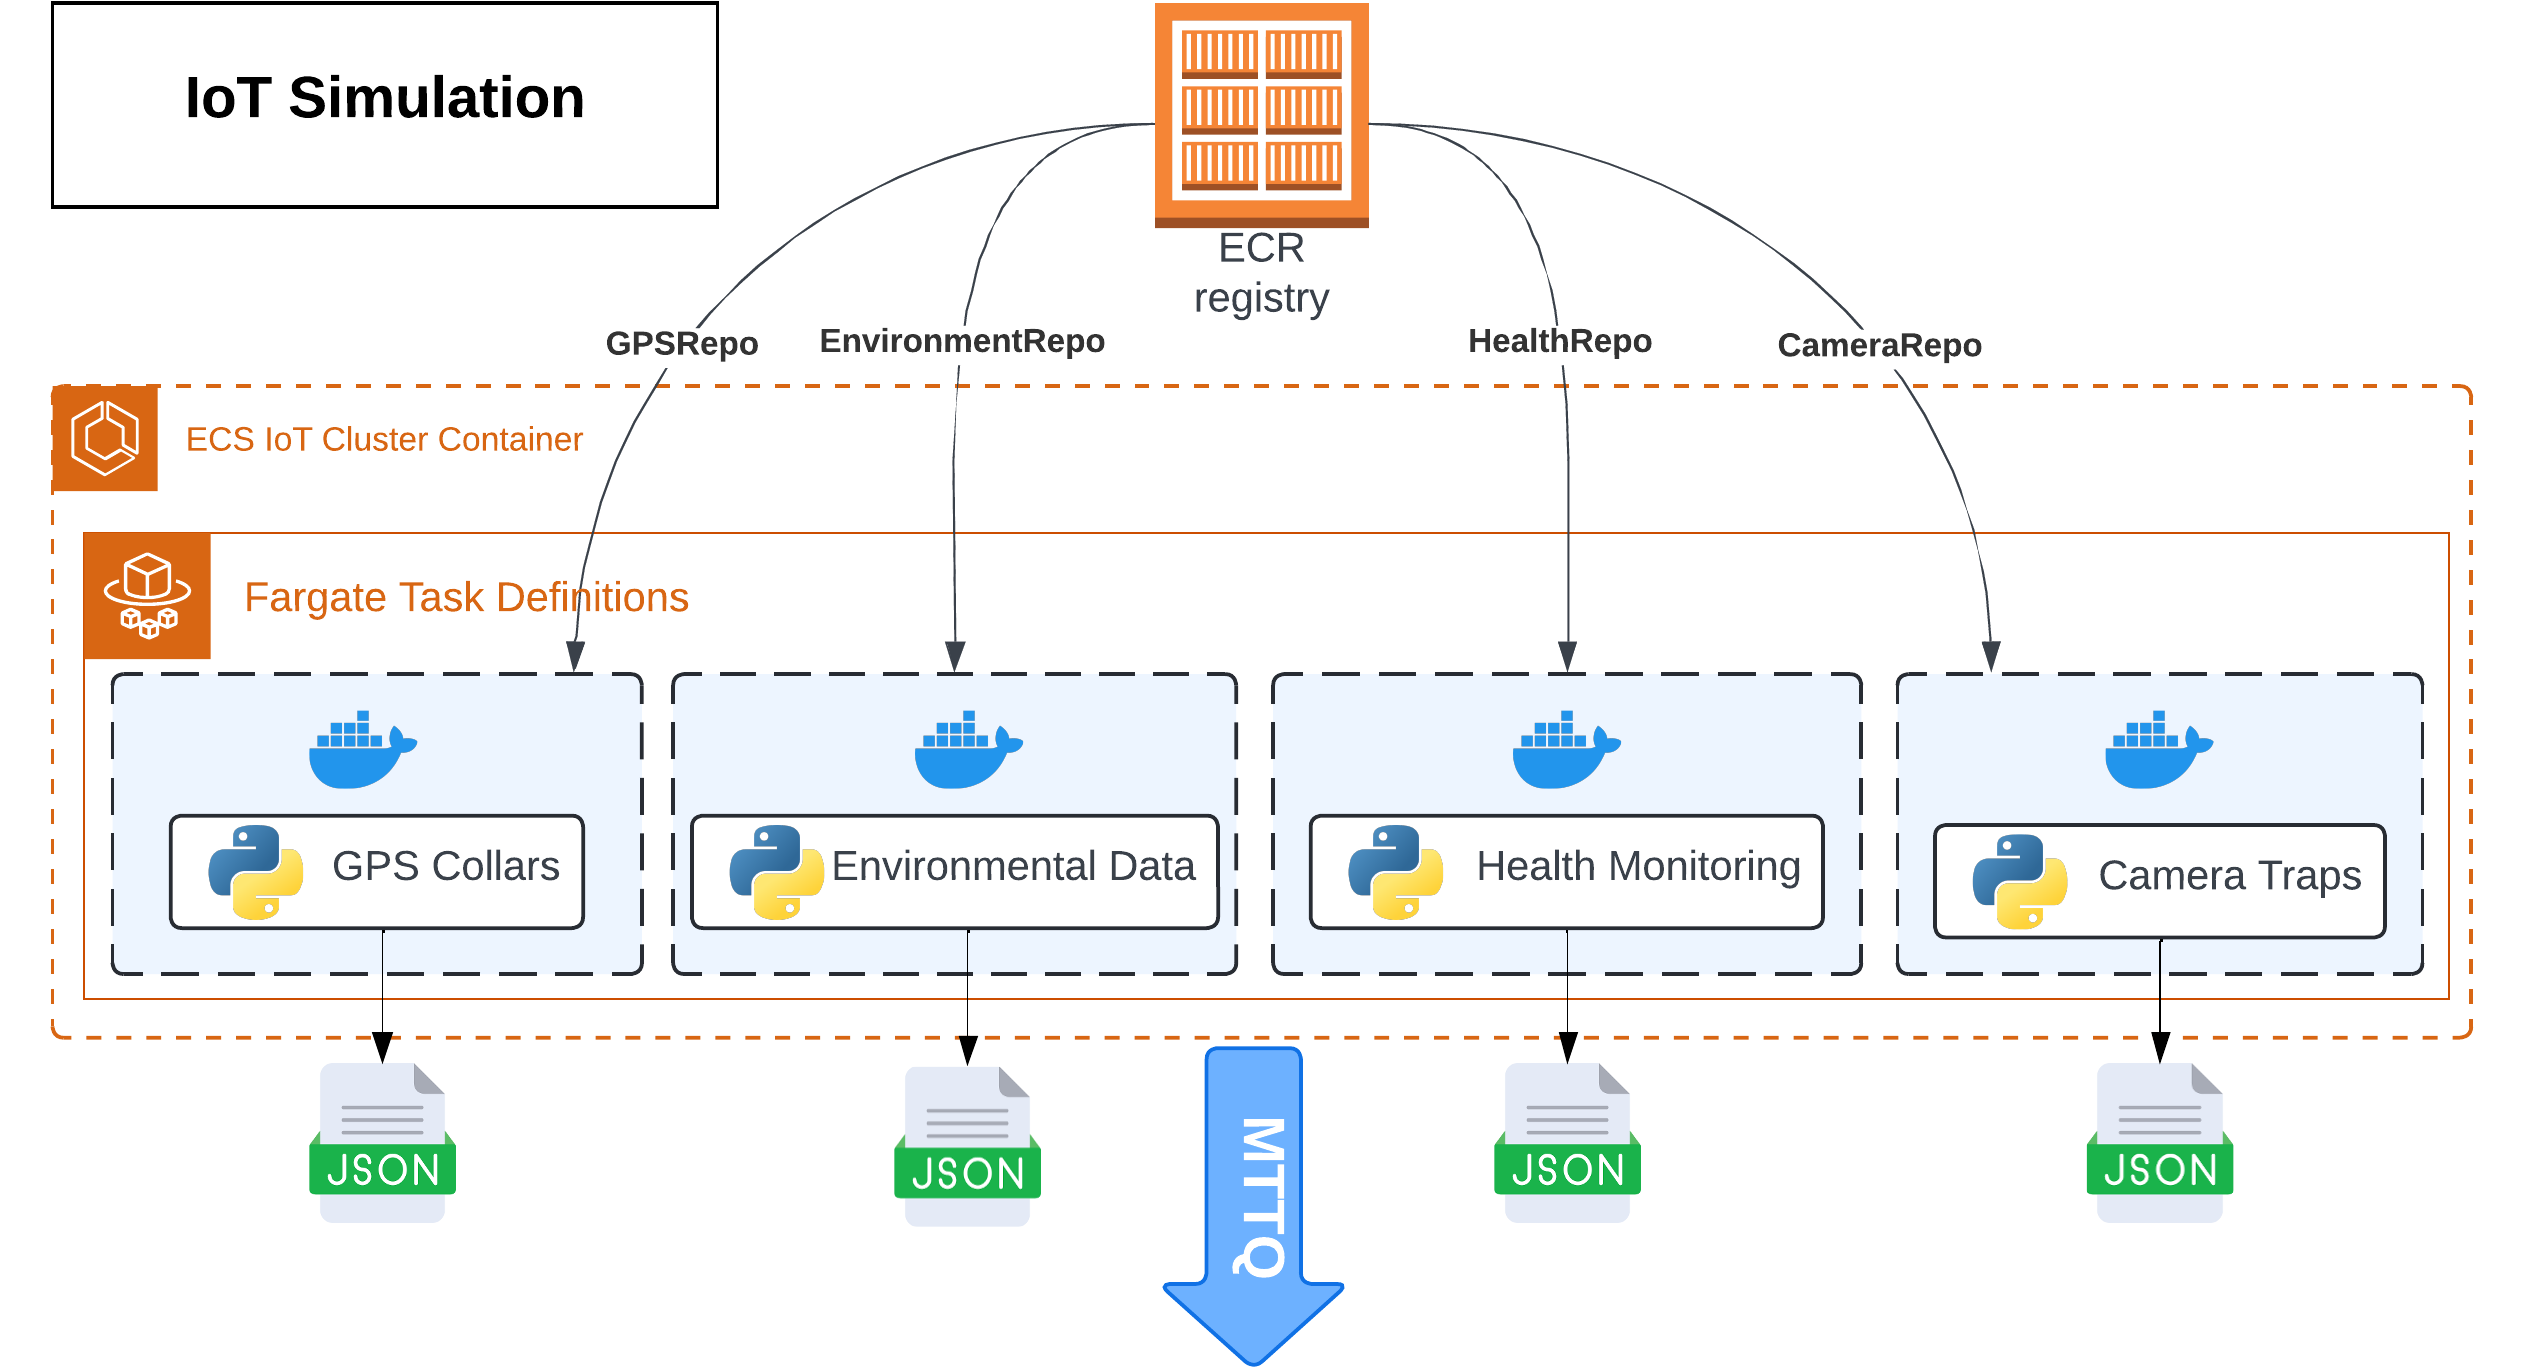 IoT Simulation
ECR
registry
GPSRepo
EnvironmentRepo
HealthRepo
CameraRepo
ECS IoT Cluster Container
Fargate Task Definitions
GPS Collars
Environmental Data
Health Monitoring
Camera Traps
JSON
JSON
JSON
JSON
MTTQ